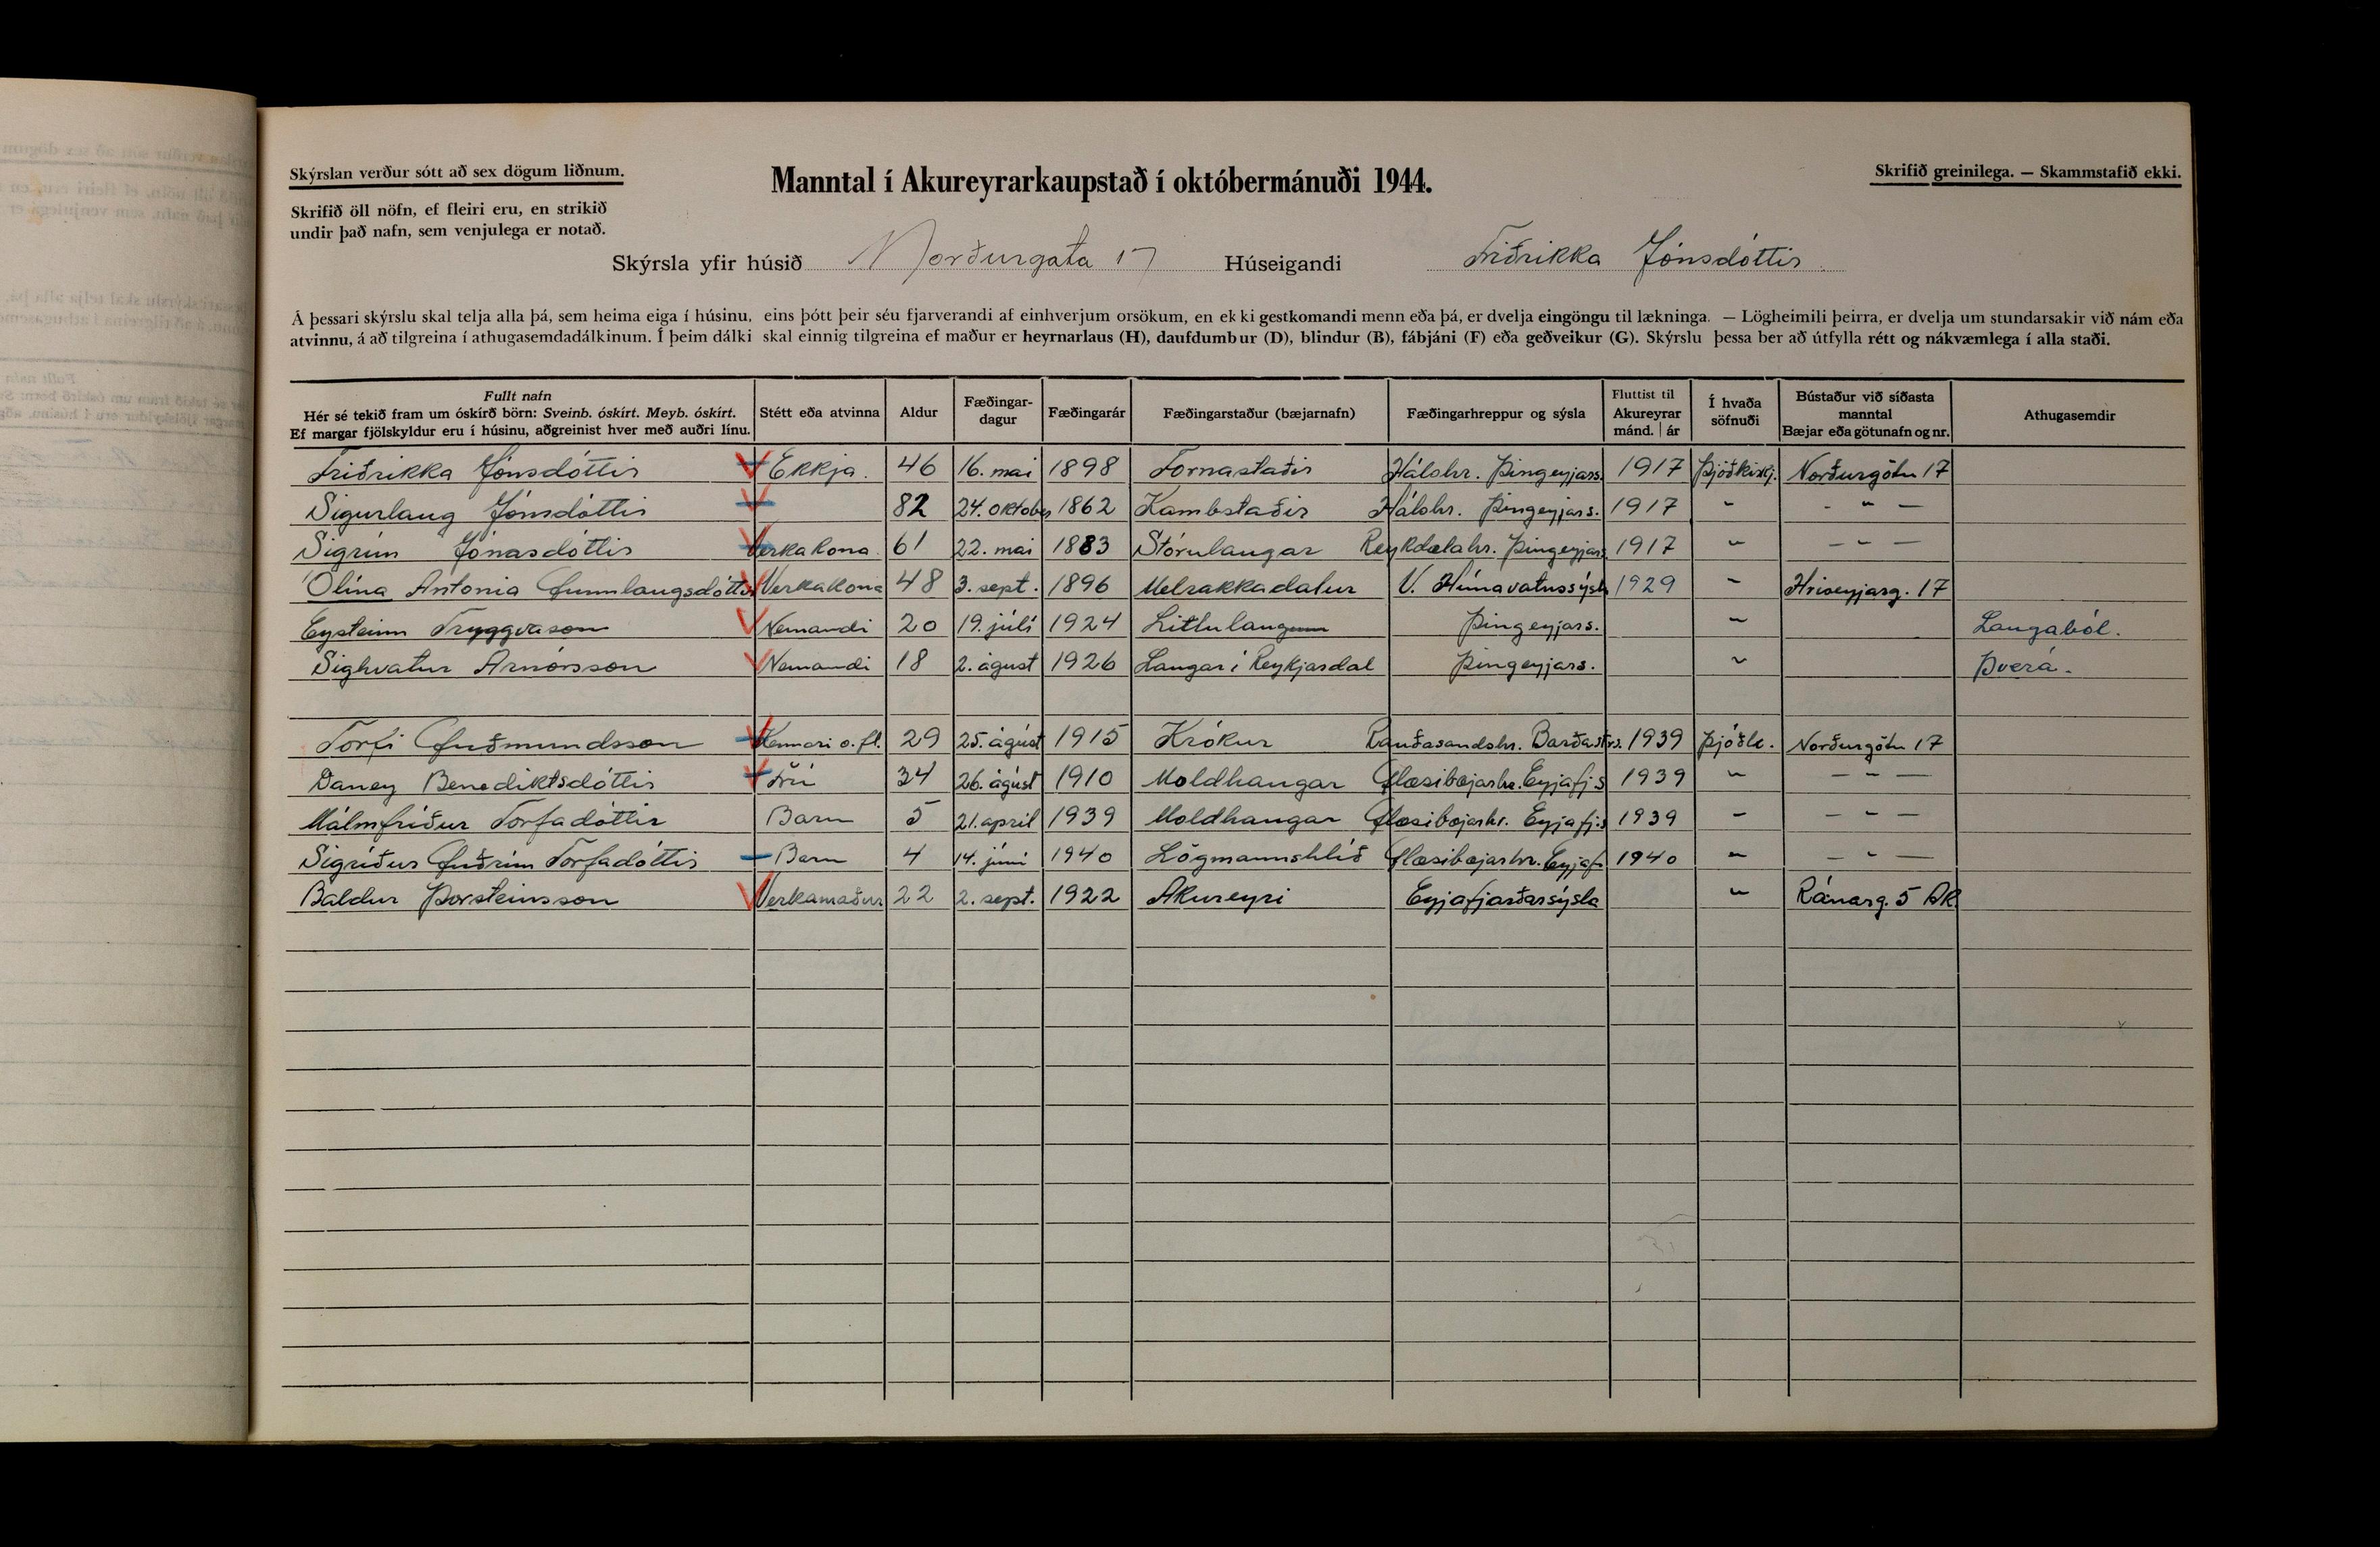 Skýrslan verður sótt að sex dögum liðnum.
Manntal í Akureyrarkaupstað í októbermánuði 1944.
Skrifið greinilega. — Skammstafið ekki.
Skrifið öll nöfn, ef fleiri eru, en strikið
undir það nafn, sem venjulega er notað.
Skýrsla yfir húsið Norðurgata 17 Húseigandi Friðrikka Jónsdóttir
Á þessari skýrslu skal telja alla þá, sem heima eiga í húsinu, eins þótt þeir séu fjarverandi af einhverjum orsökum, en ekki gestkomandi menn eða þá, er dvelja eingöngu til lækninga. — Lögheimili þeirra, er dvelja um stundarsakir við nám eða
atvinnu, á að tilgreina í athugasemdadálkinum. Í þeim dálki skal einnig tilgreina ef maður er heyrnarlaus (H), daufdumbur (D), blindur (B), fábjáni (F) eða geðveikur (G). Skýrslu þessa ber að útfylla rétt og nákvæmlega í alla staði.
Fullt nafn
Hér sé tekið fram um óskírð börn: Sveinb. óskírt. Meyb. óskírt.
Ef margar fjölskyldur eru í húsinu, aðgreinist hver með auðri línu.
Stétt eða atvinna
Aldur
Fæðingar-
dagur
Fæðingarár
Fæðingarstaður (bæjarnafn)
Fæðingarhreppur og sýsla
Fluttist til
Akureyrar
mánd. | ár
Í hvaða
söfnuði
Bústaður við síðasta
manntal
Bæjar eða götunafn og nr.
Athugasemdir
Friðrikka Jónsdóttir Ekkja. 46 16. maí 1898 Fornastaðir Hálshr. Þingeyjars. 1917 Þjóðkirkj. Norðurgötu 17
Sigurlaug Jónsdóttir 82 24. október 1862 Kambstaðir Hálshr. Þingeyjars. 1917 - - " —
Sigrún Jónasdóttir Verkakona. 61 22. maí 1883 Stórulaugar Reykdælahr. Þingeyjars. 1917 " — " —
Ólína Antonia Gunnlaugsdóttir Verkakona 48 3. sept. 1896 Melrakkadalur V. Húnavatnssýsla 1929 " Hríseyjarg. 17
Eysteinn Tryggvason Nemandi 20 19. júlí 1924 Litlulaugum Þingeyjars. " Laugaból.
Sighvatur Arnórsson Nemandi 18 2. ágúst 1926 Laugar í Reykjardal Þingeyjars. " Þverá.
Torfi Guðmundsson Kennari o. fl. 29 25. ágúst 1915 Krókur Rauðasandshr. Barðastrs. 1939 Þjóðk. Norðurgötu 17
Daney Benediktsdóttir Frú 34 26. ágúst 1910 Moldhaugar Glæsibæjarhr. Eyjafj.s 1939 " — " —
Málmfríður Torfadóttir Barn 5 21. apríl 1939 Moldhaugar Glæsibæjarhr. Eyjafj.s 1939 " — " —
Sigríður Guðrún Torfadóttir Barn 4 14. júní 1940 Lögmannshlíð Glæsibæjarhr. Eyjafj. 1940 " — " —
Baldur Þorsteinsson Verkamaður 22 2. sept. 1922 Akureyri Eyjafjarðarsýsla " Ránarg. 5 Ak.